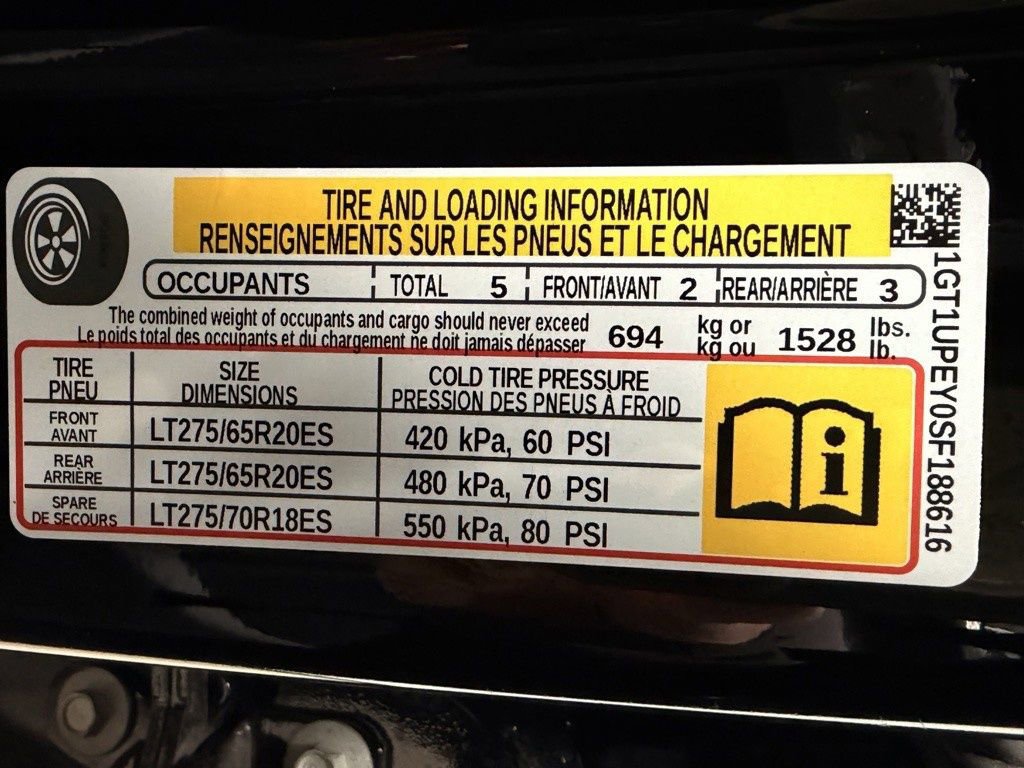 TIRE AND LOADING INFORMATION
RENSEIGNEMENTS SUR LES PNEUS ET LE CHARGEMENT
OCCUPANTS TOTAL 5 FRONT/AVANT 2 REAR/ARRIÈRE 3
The combined weight of occupants and cargo should never exceed
Le poids total des occupants et du chargement ne doit jamais dépasser
694 kg or 1528 lbs.
kg ou lb.
TIRE SIZE COLD TIRE PRESSURE
PNEU DIMENSIONS PRESSION DES PNEUS À FROID
FRONT
AVANT LT275/65R20ES 420 kPa, 60 PSI
REAR
ARRIÈRE LT275/65R20ES 480 kPa, 70 PSI
SPARE
DE SECOURS LT275/70R18ES 550 kPa, 80 PSI
i
1GT1UPEY0SF188616